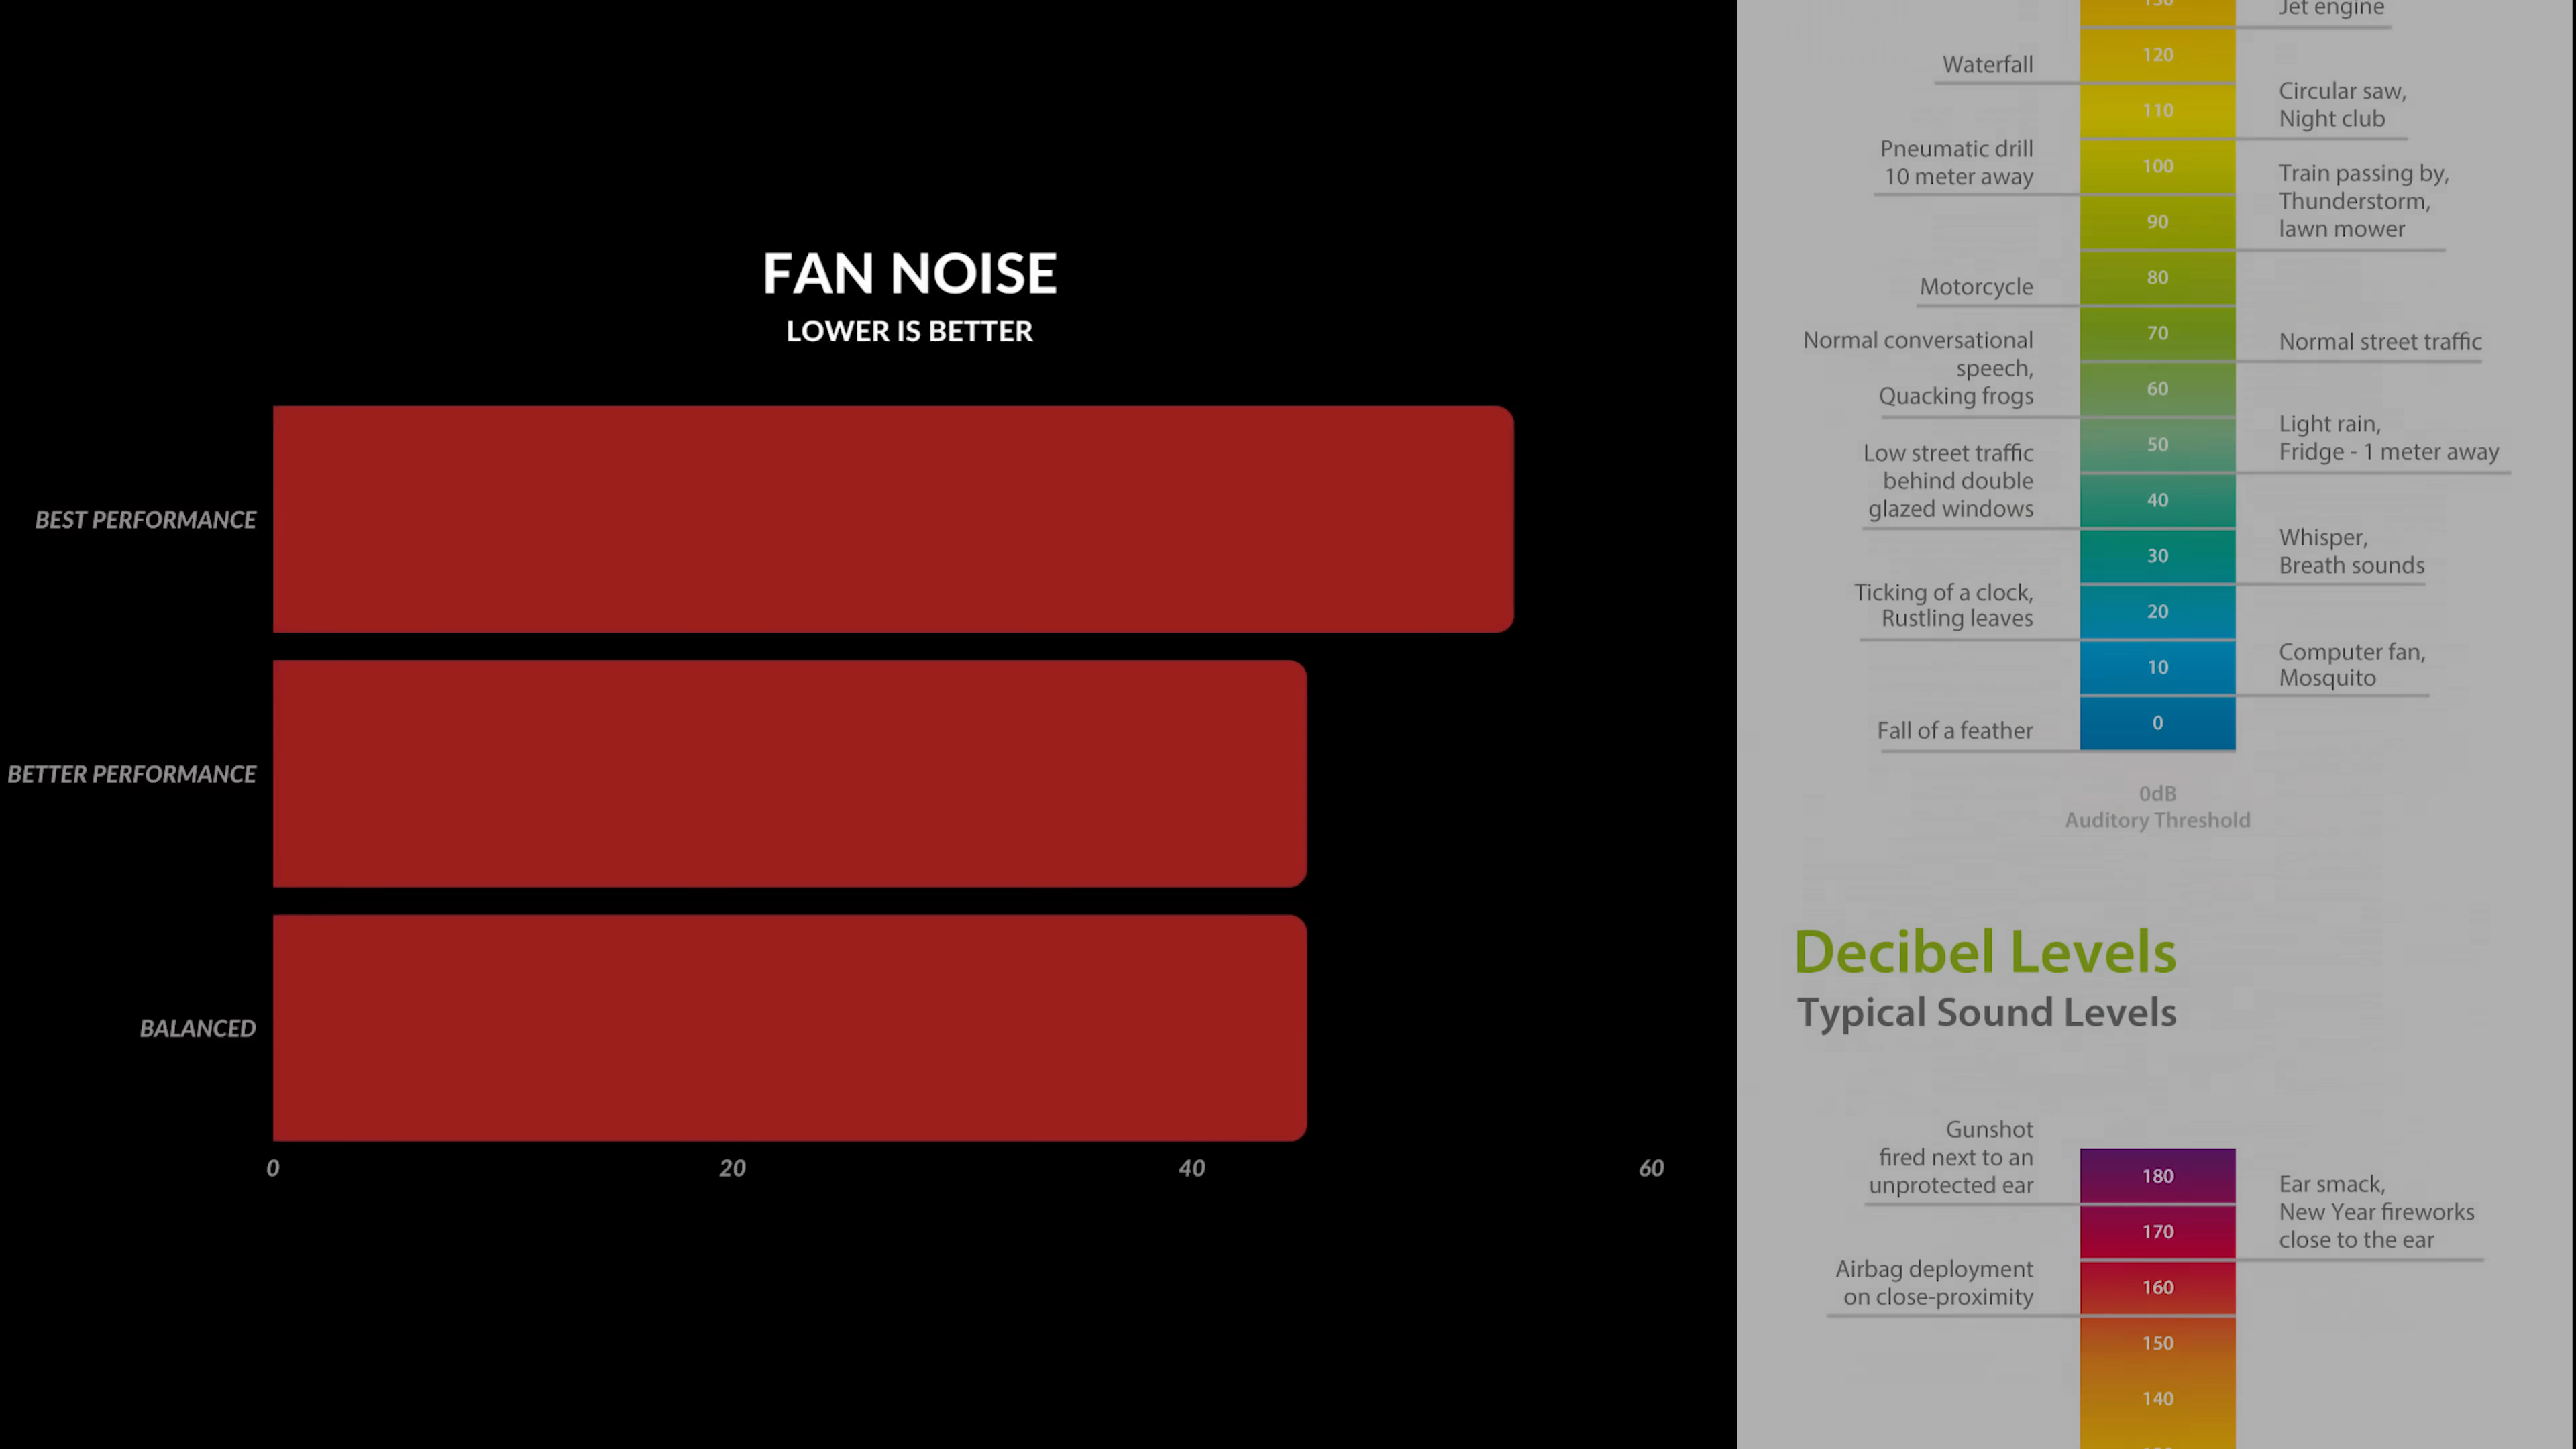 FAN NOISE
LOWER IS BETTER
BEST PERFORMANCE
BETTER PERFORMANCE
BALANCED
0
20
40
60
Jet engine
120
Waterfall
110
Circular saw,
Night club
Pneumatic drill
10 meter away
100
Train passing by,
Thunderstorm,
lawn mower
90
80
Motorcycle
70
Normal street traffic
Normal conversational
speech,
Quacking frogs
60
Light rain,
Fridge - 1 meter away
50
Low street traffic
behind double
glazed windows
40
Whisper,
Breath sounds
30
Ticking of a clock,
Rustling leaves
20
Computer fan,
Mosquito
10
Fall of a feather
0
0dB
Auditory Threshold
Decibel Levels
Typical Sound Levels
Gunshot
fired next to an
unprotected ear
180
Ear smack,
New Year fireworks
close to the ear
170
Airbag deployment
on close-proximity
160
150
140